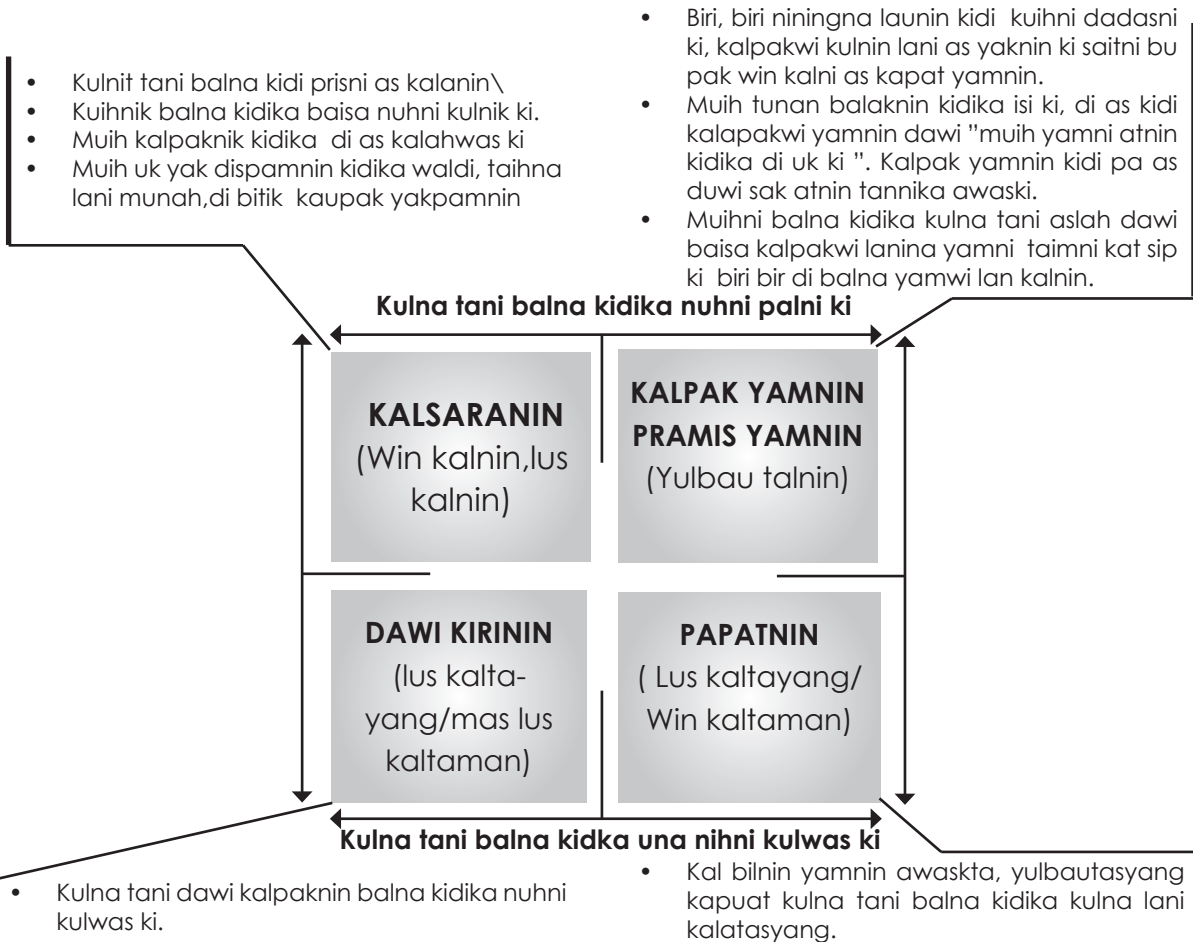 • Kulnit tani balna kidi prisni as kalanin\
• Kuihnik balna kidika baisa nuhni kulnik ki.
• Muih kalpaknik kidika di as kalahwas ki
• Muih uk yak dispamnin kidika waldi, taihna
lani munah,di bitik kaupak yakpamnin
• Biri, biri niningna launin kidi kuihni dadasni
ki, kalpakwi kulnin lani as yaknin ki saitni bu
pak win kalni as kapat yamnin.
• Muih tunan balaknin kidika isi ki, di as kidi
kalapakwi yamnin dawi "muih yamni atnin
kidika di uk ki ". Kalpak yamnin kidi pa as
duwi sak atnin tannika awaski.
• Muihni balna kidika kulna tani aslah dawi
baisa kalpakwi lanina yamni taimni kat sip
ki biri bir di balna yamwi lan kalnin.
Kulna tani balna kidika nuhni palni ki
KALSARANIN
(Win kalnin,lus
kalnin)
KALPAK YAMNIN
PRAMIS YAMNIN
(Yulbau talnin)
DAWI KIRININ
(lus kalta-
yang/mas lus
kaltaman)
PAPATNIN
( Lus kaltayang/
Win kaltaman)
Kulna tani balna kidka una nihni kulwas ki
• Kulna tani dawi kalpaknin balna kidika nuhni
kulwas ki.
• Kal bilnin yamnin awaskta, yulbautasyang
kapuat kulna tani balna kidika kulna lani
kalatasyang.